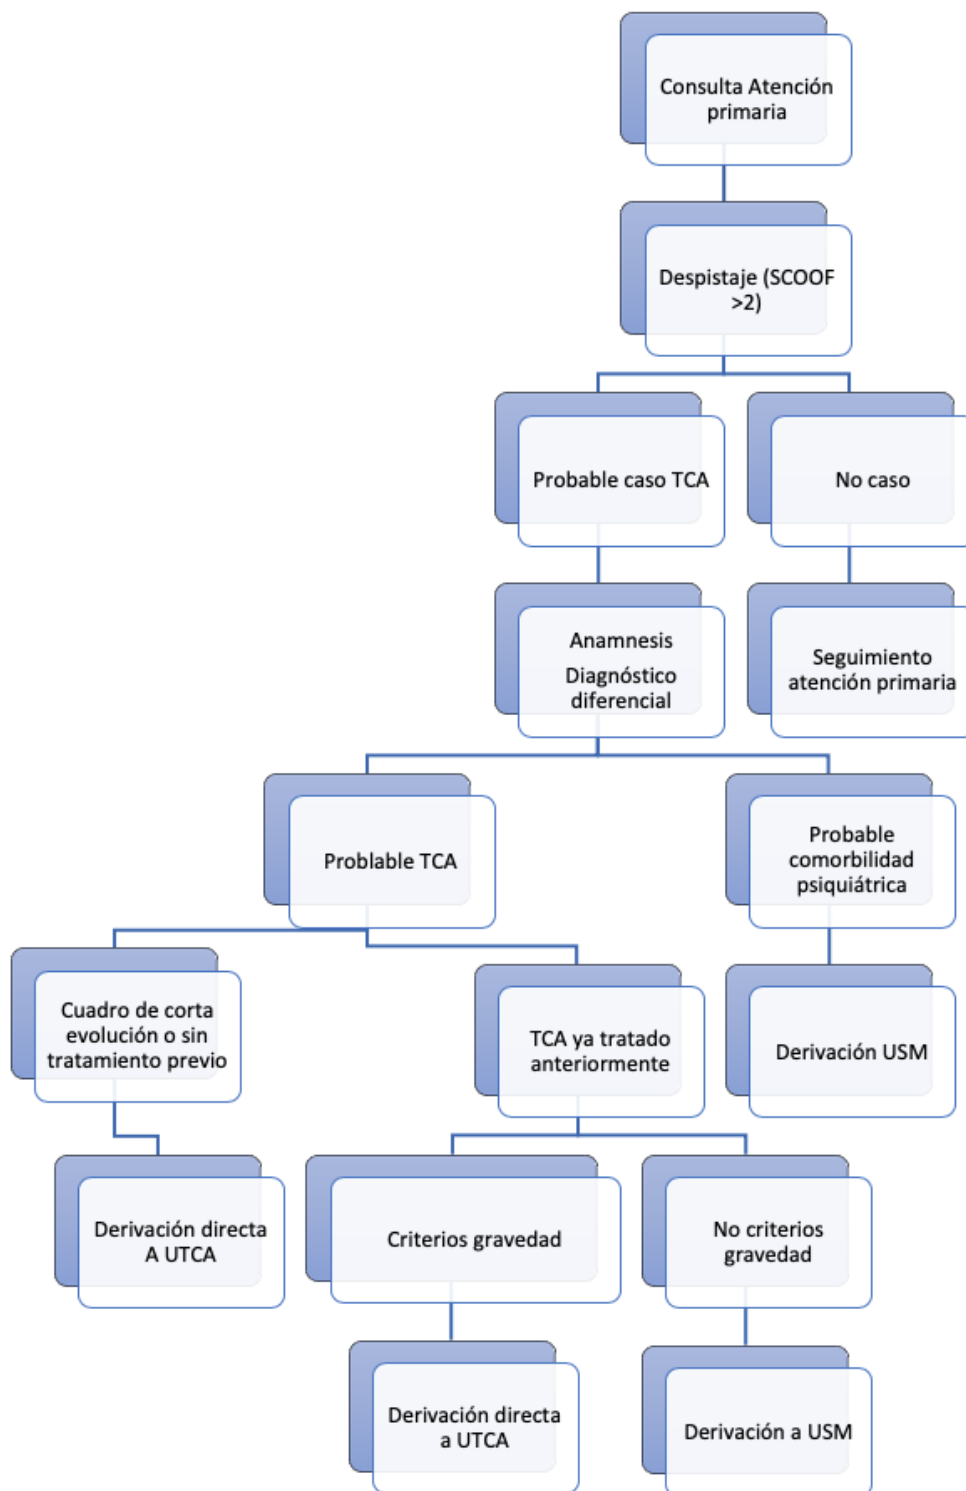 Consulta Atención
primaria
Despistaje (SCOOF
>2)
Probable caso TCA
No caso
Anamnesis
Diagnóstico
diferencial
Seguimiento
atención primaria
Problable TCA
Probable
comorbilidad
psiquiátrica
Cuadro de corta
evolución o sin
tratamiento previo
TCA ya tratado
anteriormente
Derivación USM
Derivación directa
A UTCA
Criterios gravedad
No criterios
gravedad
Derivación directa
a UTCA
Derivación a USM